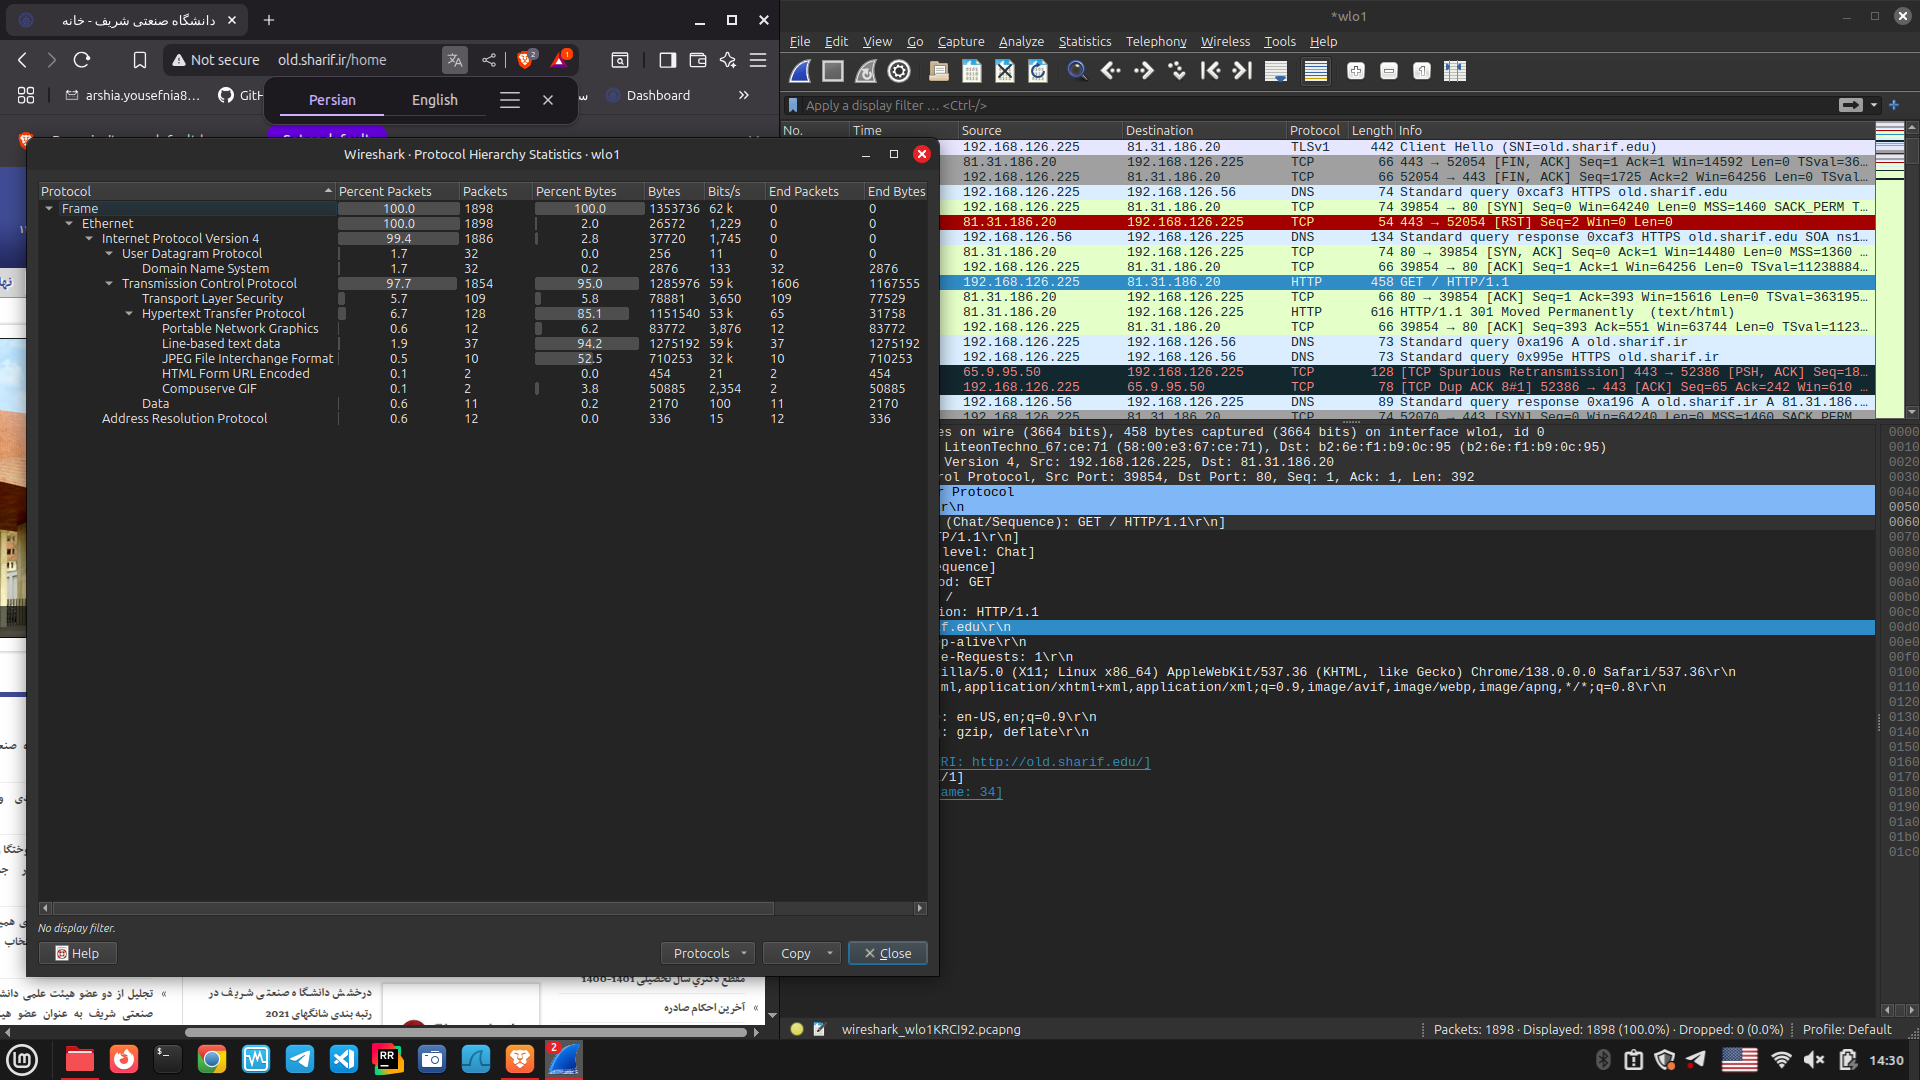 دانشگاه صنعتی شریف - خانه
Not secure old.sharif.ir/home
arshia.yousefnia8... Dashboard
Persian English
Wireshark · Protocol Hierarchy Statistics · wlo1
Protocol Percent Packets Packets Percent Bytes Bytes Bits/s End Packets End Bytes
Frame 100.0 1898 100.0 1353736 62 k 0 0
Ethernet 100.0 1898 2.0 26572 1,229 0 0
Internet Protocol Version 4 99.4 1886 2.8 37720 1,745 0 0
User Datagram Protocol 1.7 32 0.0 256 11 0 0
Domain Name System 1.7 32 0.2 2876 133 32 2876
Transmission Control Protocol 97.7 1854 95.0 1285976 59 k 1606 1167555
Transport Layer Security 5.7 109 5.8 78881 3,650 109 77529
Hypertext Transfer Protocol 6.7 128 85.1 1151540 53 k 65 31758
Portable Network Graphics 0.6 12 6.2 83772 3,876 12 83772
Line-based text data 1.9 37 94.2 1275192 59 k 37 1275192
JPEG File Interchange Format 0.5 10 52.5 710253 32 k 10 710253
HTML Form URL Encoded 0.1 2 0.0 454 21 2 454
Compuserve GIF 0.1 2 3.8 50885 2,354 2 50885
Data 0.6 11 0.2 2170 100 11 2170
Address Resolution Protocol 0.6 12 0.0 336 15 12 336
No display filter.
Help Protocols Copy Close
مقطع دکتري سال تحصیلی 1401-1400
آخرین احکام صادره
درخشش دانشگاه صنعتی شریف در
رتبه بندی شانگهای 2021
تجلیل از دو عضو هیئت علمی
صنعتی شریف به عنوان عضو
*wlo1
File Edit View Go Capture Analyze Statistics Telephony Wireless Tools Help
Apply a display filter … <Ctrl-/>
No. Time Source Destination Protocol Length Info
192.168.126.225 81.31.186.20 TLSv1 442 Client Hello (SNI=old.sharif.edu)
81.31.186.20 192.168.126.225 TCP 66 443 → 52054 [FIN, ACK] Seq=1 Ack=1 Win=14592 Len=0 TSval=36…
192.168.126.225 81.31.186.20 TCP 66 52054 → 443 [FIN, ACK] Seq=1725 Ack=2 Win=64256 Len=0 TSval…
192.168.126.225 192.168.126.56 DNS 74 Standard query 0xcaf3 HTTPS old.sharif.edu
192.168.126.225 81.31.186.20 TCP 74 39854 → 80 [SYN] Seq=0 Win=64240 Len=0 MSS=1460 SACK_PERM T…
81.31.186.20 192.168.126.225 TCP 54 443 → 52054 [RST] Seq=2 Win=0 Len=0
192.168.126.56 192.168.126.225 DNS 134 Standard query response 0xcaf3 HTTPS old.sharif.edu SOA ns1…
81.31.186.20 192.168.126.225 TCP 74 80 → 39854 [SYN, ACK] Seq=0 Ack=1 Win=14480 Len=0 MSS=1360 …
192.168.126.225 81.31.186.20 TCP 66 39854 → 80 [ACK] Seq=1 Ack=1 Win=64256 Len=0 TSval=11238884…
192.168.126.225 81.31.186.20 HTTP 458 GET / HTTP/1.1
81.31.186.20 192.168.126.225 TCP 66 80 → 39854 [ACK] Seq=1 Ack=393 Win=15616 Len=0 TSval=363195…
81.31.186.20 192.168.126.225 HTTP 616 HTTP/1.1 301 Moved Permanently (text/html)
192.168.126.225 81.31.186.20 TCP 66 39854 → 80 [ACK] Seq=393 Ack=551 Win=63744 Len=0 TSval=1123…
192.168.126.225 192.168.126.56 DNS 73 Standard query 0xa196 A old.sharif.ir
192.168.126.225 192.168.126.56 DNS 73 Standard query 0x995e HTTPS old.sharif.ir
65.9.95.50 192.168.126.225 TCP 128 [TCP Spurious Retransmission] 443 → 52386 [PSH, ACK] Seq=18…
192.168.126.225 65.9.95.50 TCP 78 [TCP Dup ACK 8#1] 52386 → 443 [ACK] Seq=65 Ack=242 Win=610 …
192.168.126.56 192.168.126.225 DNS 89 Standard query response 0xa196 A old.sharif.ir A 81.31.186.…
192.168.126.225 81.31.186.20 TCP 74 52070 → 443 [SYN] Seq=0 Win=64240 Len=0 MSS=1460 SACK_PERM
es on wire (3664 bits), 458 bytes captured (3664 bits) on interface wlo1, id 0
LiteonTechno_67:ce:71 (58:00:e3:67:ce:71), Dst: b2:6e:f1:b9:0c:95 (b2:6e:f1:b9:0c:95)
Version 4, Src: 192.168.126.225, Dst: 81.31.186.20
ol Protocol, Src Port: 39854, Dst Port: 80, Seq: 1, Ack: 1, Len: 392
r Protocol
r\n
(Chat/Sequence): GET / HTTP/1.1\r\n]
TP/1.1\r\n]
level: Chat]
equence]
od: GET
/
ion: HTTP/1.1
if.edu\r\n
p-alive\r\n
e-Requests: 1\r\n
illa/5.0 (X11; Linux x86_64) AppleWebKit/537.36 (KHTML, like Gecko) Chrome/138.0.0.0 Safari/537.36\r\n
ml,application/xhtml+xml,application/xml;q=0.9,image/avif,image/webp,image/apng,*/*;q=0.8\r\n
: en-US,en;q=0.9\r\n
: gzip, deflate\r\n
RI: http://old.sharif.edu/]
/1]
ame: 34]
0000
0010
0020
0030
0040
0050
0060
0070
0080
0090
00a0
00b0
00c0
00d0
00e0
00f0
0100
0110
0120
0130
0140
0150
0160
0170
0180
0190
01a0
01b0
01c0
wireshark_wlo1KRCI92.pcapng Packets: 1898 · Displayed: 1898 (100.0%) · Dropped: 0 (0.0%) Profile: Default
14:30